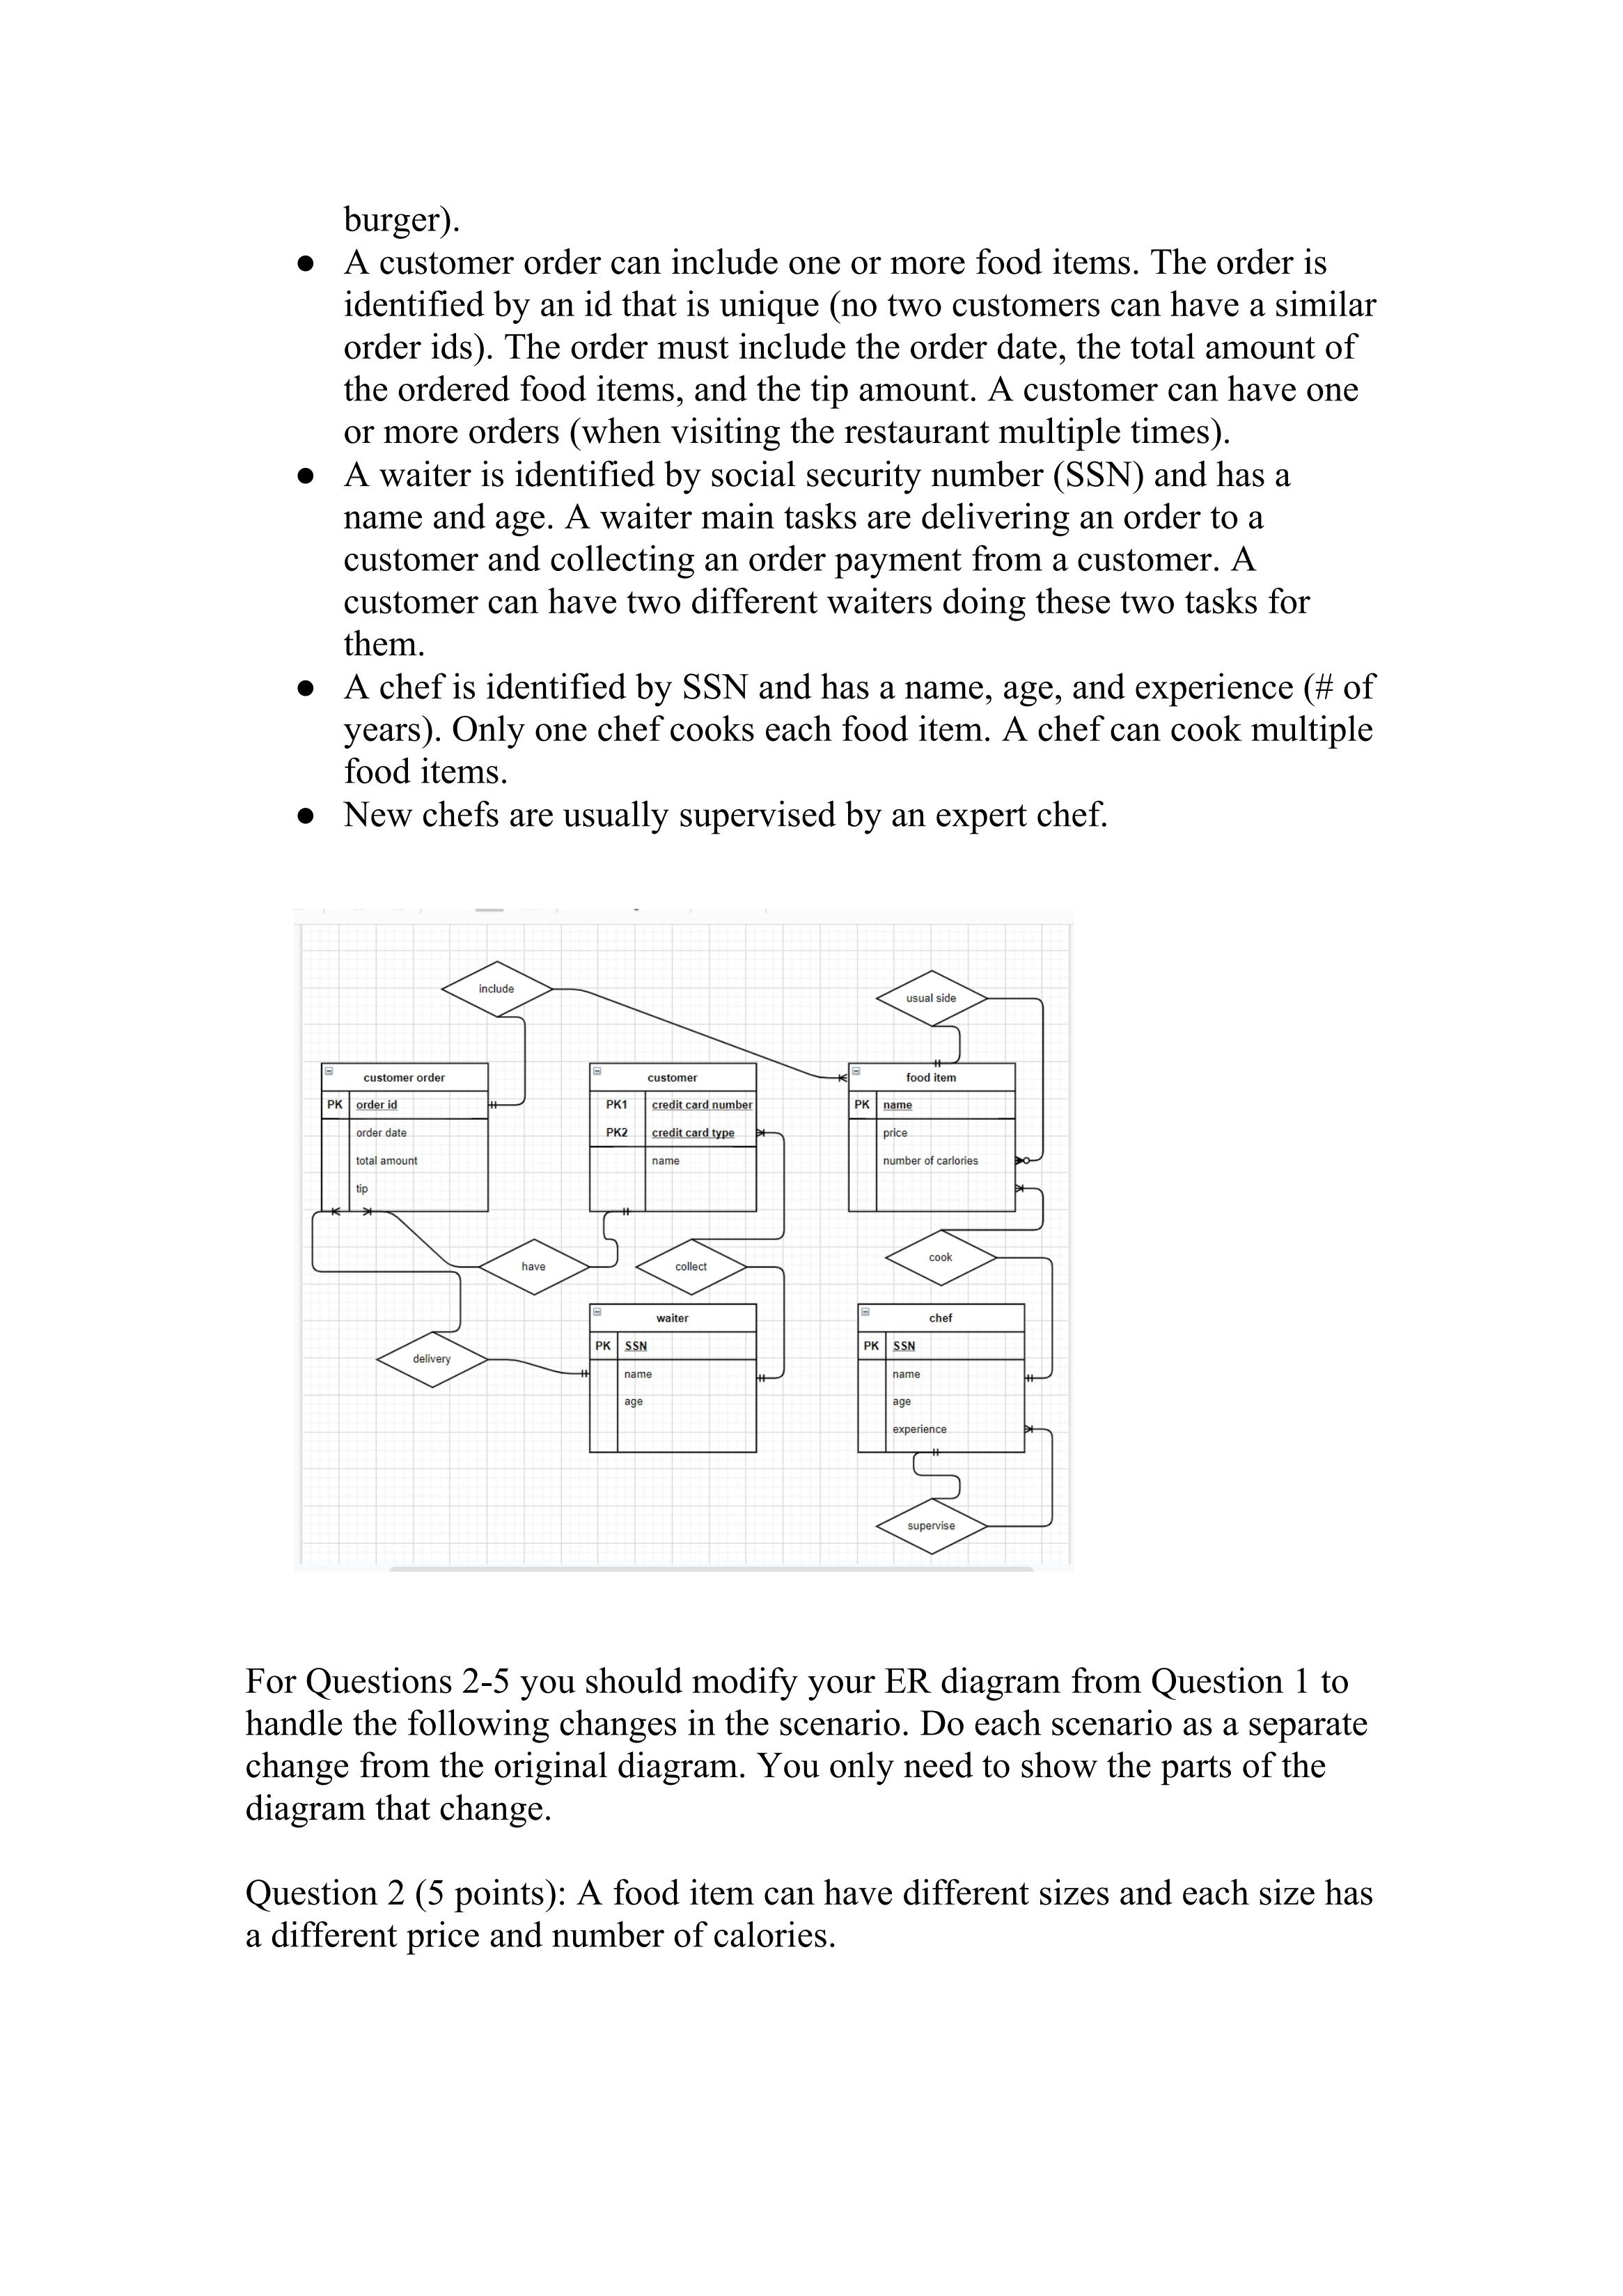 burger).
● A customer order can include one or more food items. The order is
identified by an id that is unique (no two customers can have a similar
order ids). The order must include the order date, the total amount of
the ordered food items, and the tip amount. A customer can have one
or more orders (when visiting the restaurant multiple times).
● A waiter is identified by social security number (SSN) and has a
name and age. A waiter main tasks are delivering an order to a
customer and collecting an order payment from a customer. A
customer can have two different waiters doing these two tasks for
them.
● A chef is identified by SSN and has a name, age, and experience (# of
years). Only one chef cooks each food item. A chef can cook multiple
food items.
● New chefs are usually supervised by an expert chef.
include
usual side
customer order
PK order id
order date
total amount
tip
customer
PK1 credit card number
PK2 credit card type
name
food item
PK name
price
number of carlories
have
collect
cook
delivery
waiter
PK SSN
name
age
chef
PK SSN
name
age
experience
supervise
For Questions 2-5 you should modify your ER diagram from Question 1 to
handle the following changes in the scenario. Do each scenario as a separate
change from the original diagram. You only need to show the parts of the
diagram that change.
Question 2 (5 points): A food item can have different sizes and each size has
a different price and number of calories.